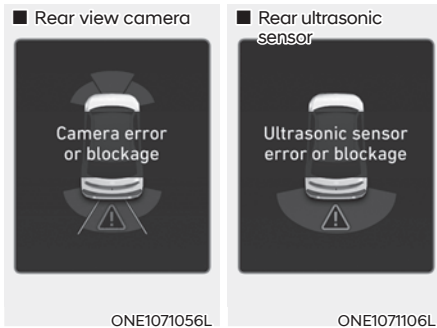 ■ Rear view camera
Camera error
or blockage
ONE1071056L
■ Rear ultrasonic
sensor
Ultrasonic sensor
error or blockage
ONE1071106L